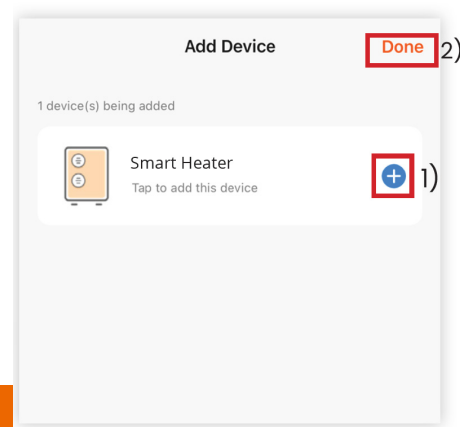 Add Device
Done 2)
1 device(s) being added
Smart Heater
Tap to add this device
1)